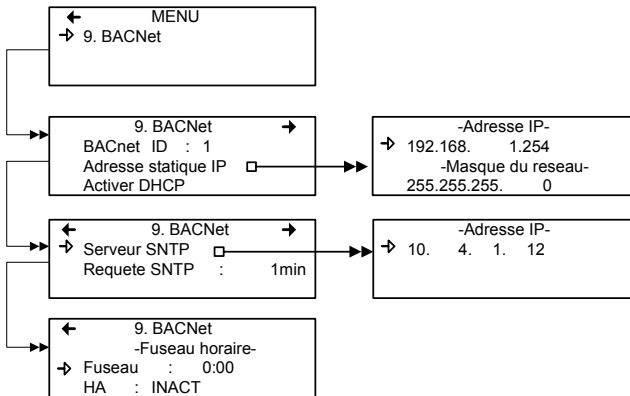 MENU
9. BACNet
9. BACNet
BACnet ID : 1
Adresse statique IP
Activer DHCP
-Adresse IP-
192.168. 1.254
-Masque du reseau-
255.255.255. 0
9. BACNet
Serveur SNTP
Requete SNTP : 1min
-Adresse IP-
10. 4. 1. 12
9. BACNet
-Fuseau horaire-
Fuseau : 0:00
HA : INACT